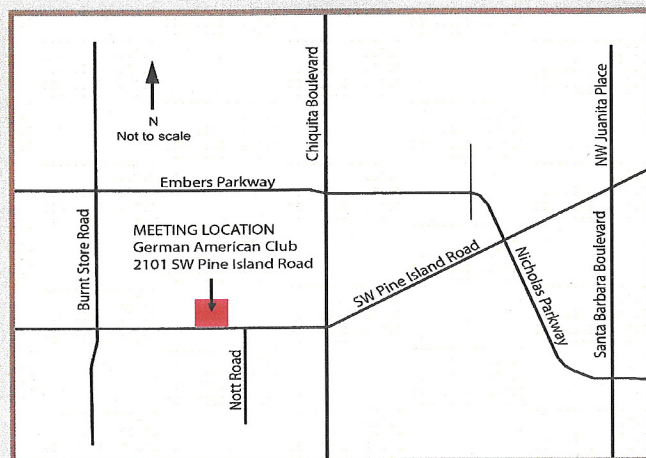 N
Not to scale
Chiquita Boulevard
NW Juanita Place
Embers Parkway
Burnt Store Road
MEETING LOCATION
German American Club
2101 SW Pine Island Road
SW Pine Island Road
Nicholas Parkway
Santa Barbara Boulevard
Nott Road